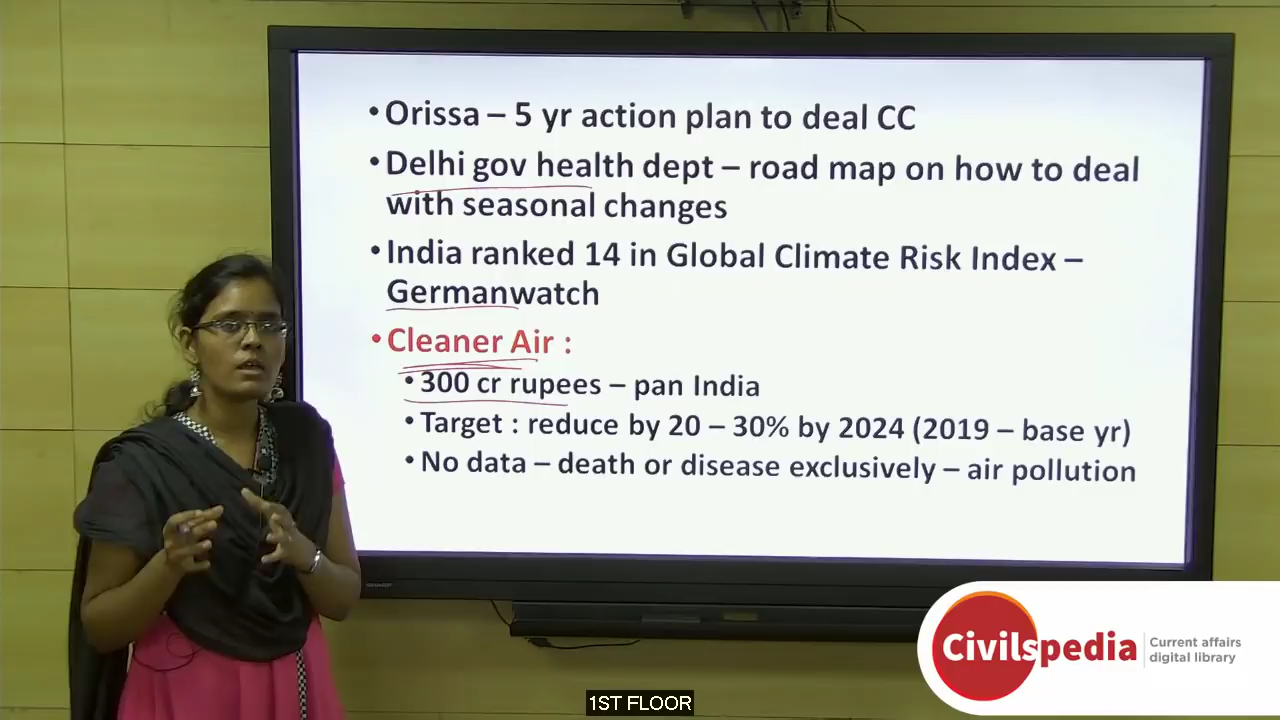 • Orissa – 5 yr action plan to deal CC
• Delhi gov health dept – road map on how to deal
with seasonal changes
• India ranked 14 in Global Climate Risk Index –
Germanwatch
• Cleaner Air :
• 300 cr rupees – pan India
• Target : reduce by 20 – 30% by 2024 (2019 – base yr)
• No data – death or disease exclusively – air pollution
SHARP
Civilspedia
Current affairs
digital library
1ST FLOOR